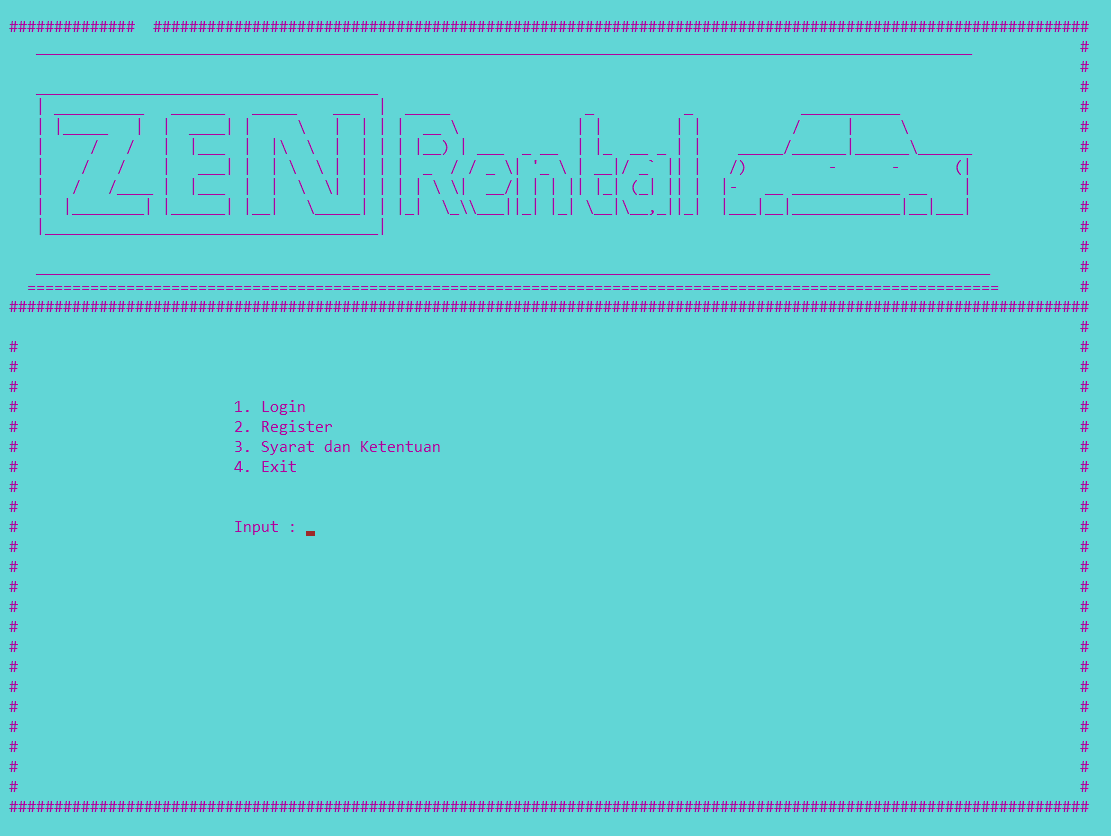 ZEN Rental
1. Login
2. Register
3. Syarat dan Ketentuan
4. Exit
Input :